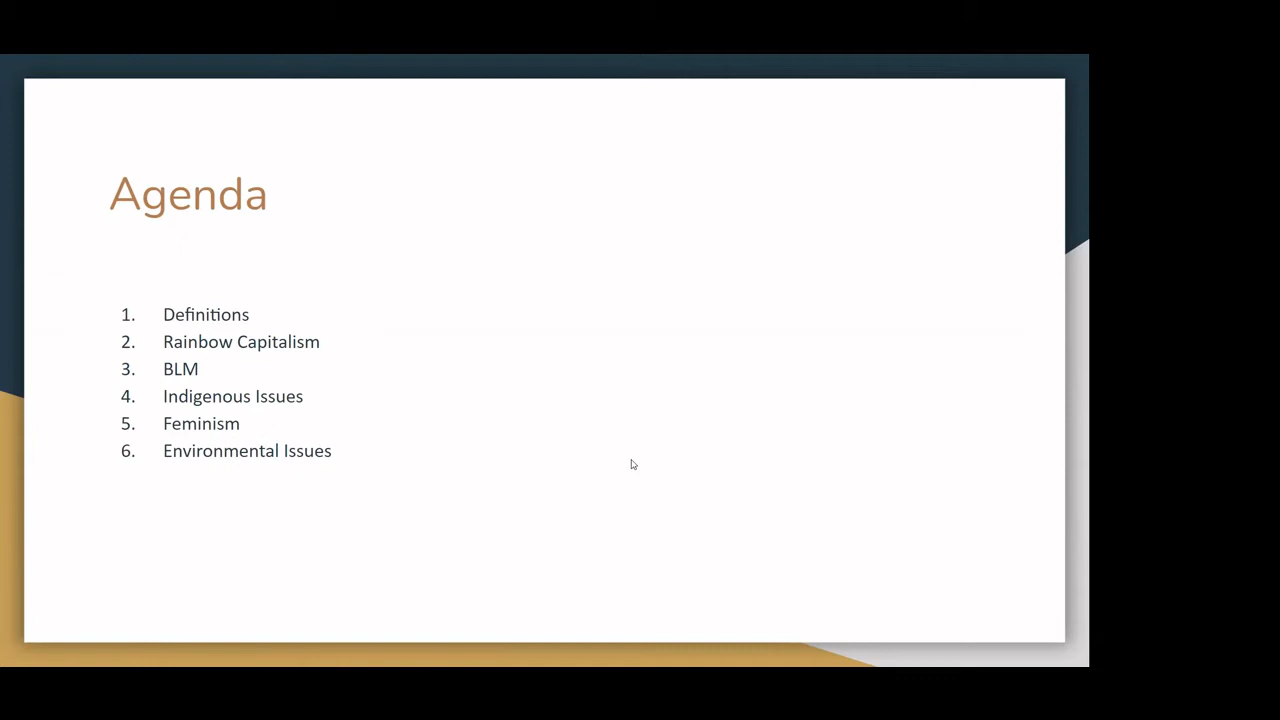 Agenda
1. Definitions
2. Rainbow Capitalism
3. BLM
4. Indigenous Issues
5. Feminism
6. Environmental Issues